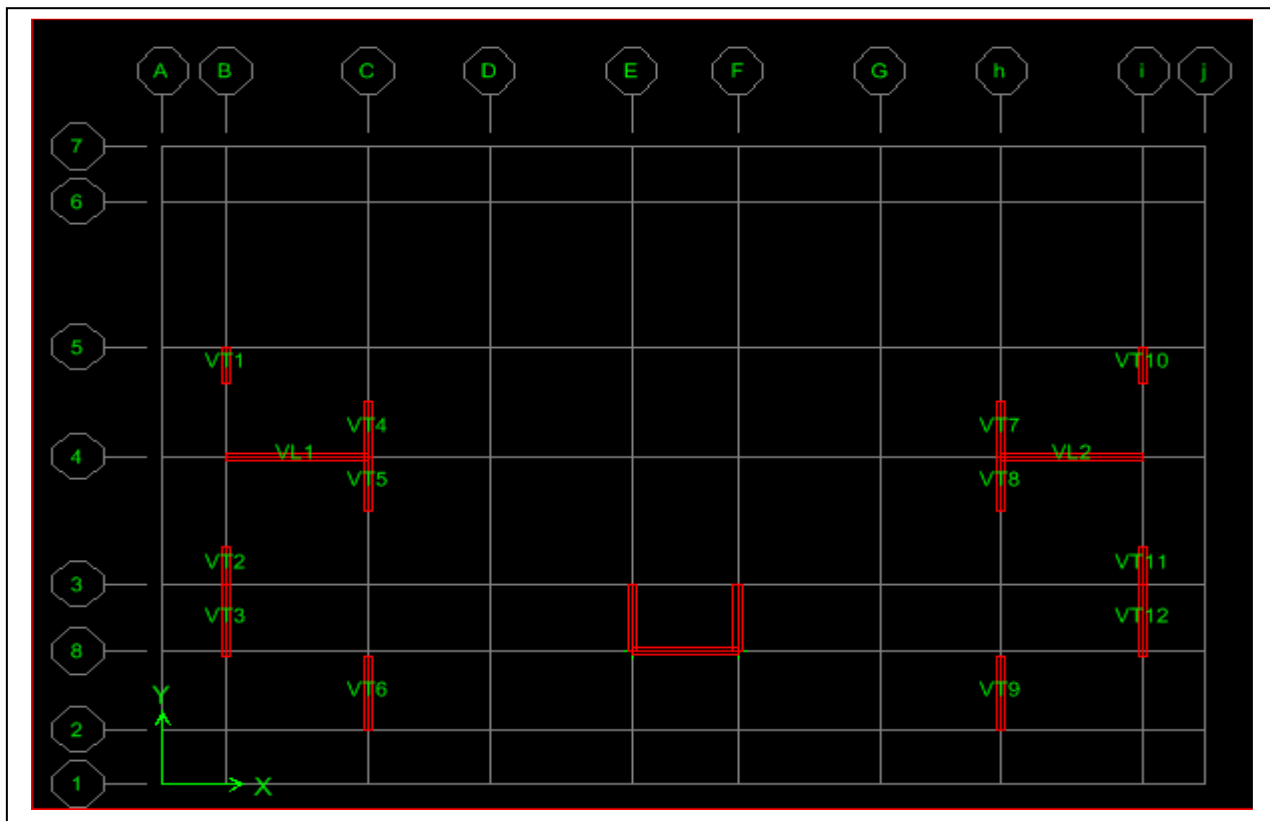 A B C D E F G h i j
7
6
5
VT1 VT10
VT4 VT7
4 VL1 VL2
VT5 VT8
VT2 VT11
3
VT3 VT12
8
VT6 VT9
Y
2
1 X